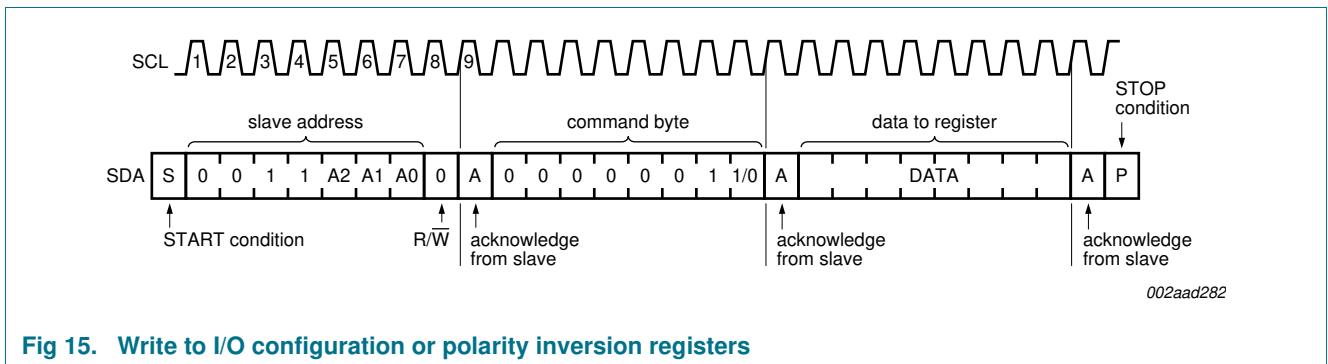 SCL 1 2 3 4 5 6 7 8 9
STOP
condition
slave address command byte data to register
SDA S 0 0 1 1 A2 A1 A0 0 A 0 0 0 0 0 0 1 1/0 A DATA A P
START condition R/W̅ acknowledge acknowledge acknowledge
from slave from slave from slave
002aad282
Fig 15. Write to I/O configuration or polarity inversion registers